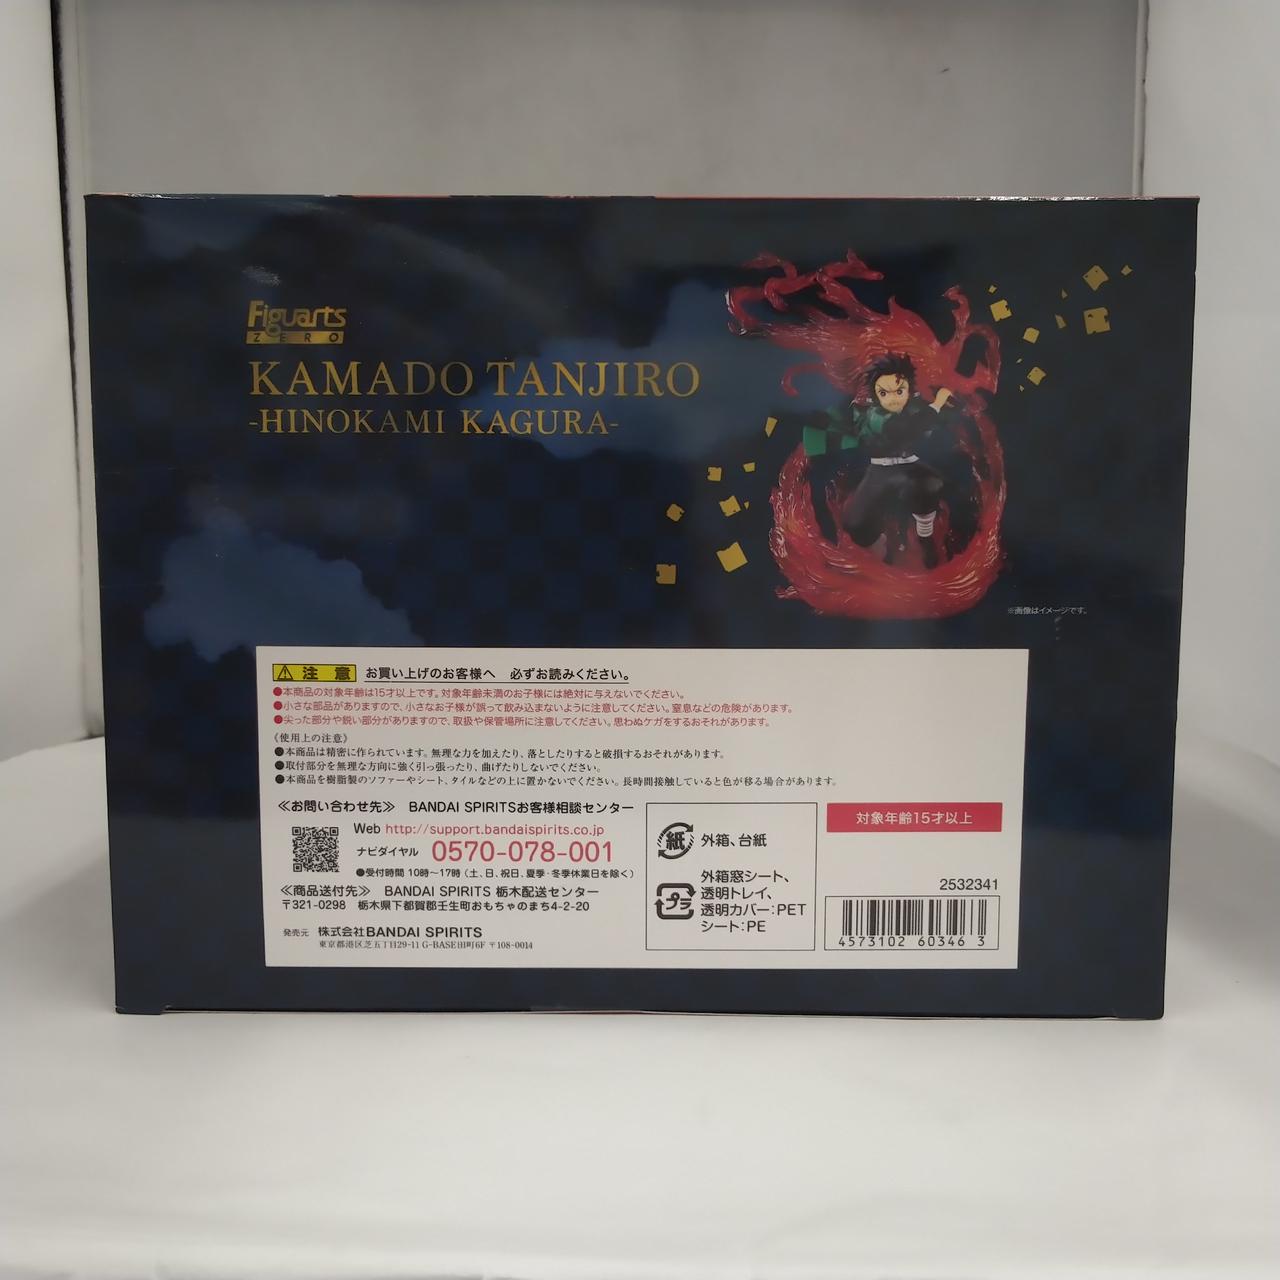 Figuarts
ZERO
KAMADO TANJIRO
-HINOKAMI KAGURA-
※画像はイメージです。
注 意 お買い上げのお客様へ 必ずお読みください。
●本商品の対象年齢は15才以上です。対象年齢未満のお子様には絶対に与えないでください。
●小さな部品がありますので、小さなお子様が誤って飲み込まないように注意してください。窒息などの危険があります。
●尖った部分や鋭い部分がありますので、取扱や保管場所に注意してください。思わぬケガをするおそれがあります。
《使用上の注意》
●本商品は精密に作られています。無理な力を加えたり、落としたりすると破損するおそれがあります。
●取付部分を無理な方向に強く引っ張ったり、曲げたりしないでください。
●本商品を樹脂製のソファーやシート、タイルなどの上に置かないでください。長時間接触していると色が移る場合があります。
≪お問い合わせ先≫ BANDAI SPIRITSお客様相談センター
Web http://support.bandaispirits.co.jp
ナビダイヤル 0570-078-001
●受付時間 10時〜17時（土、日、祝日、夏季・冬季休業日を除く）
≪商品送付先≫ BANDAI SPIRITS 栃木配送センター
〒321-0298 栃木県下都賀郡壬生町おもちゃのまち4-2-20
発売元 株式会社BANDAI SPIRITS
東京都港区芝五丁目29-11 G-BASE田町6F 〒108-0014
紙 外箱、台紙
プラ 外箱窓シート、
透明トレイ、
透明カバー:PET
シート:PE
対象年齢15才以上
2532341
4573102 60346 3